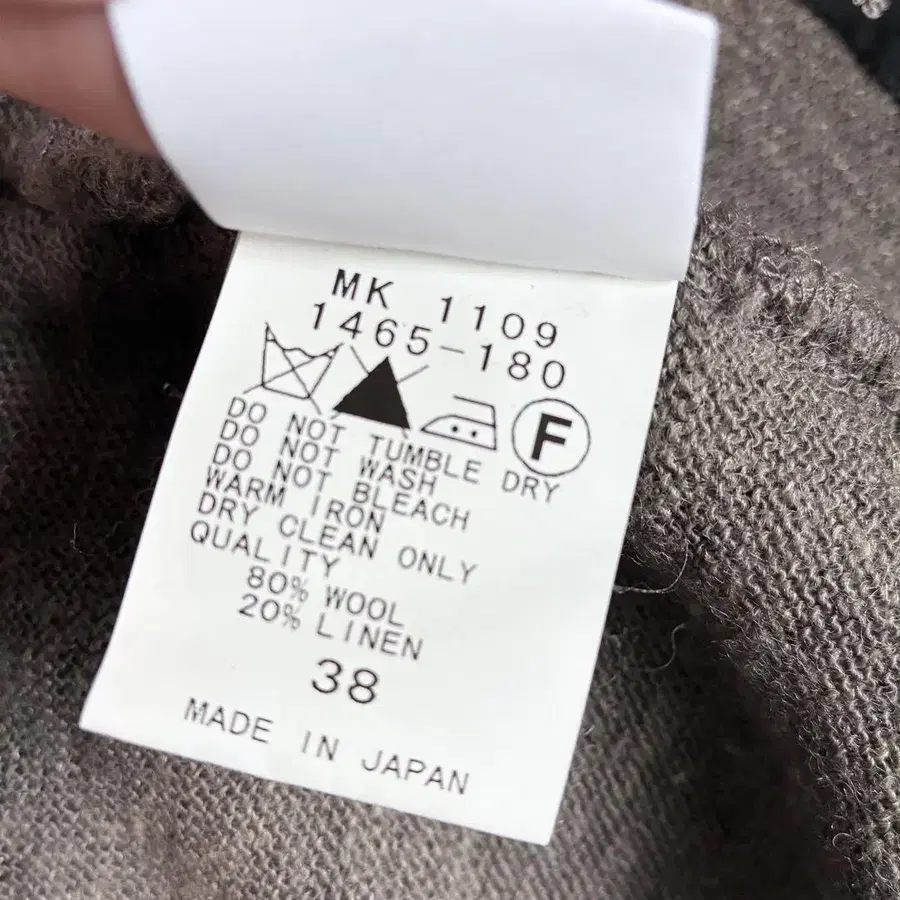 MK 1109
1465-180
F
DO NOT TUMBLE DRY
DO NOT WASH
DO NOT BLEACH
WARM IRON
DRY CLEAN ONLY
QUALITY
80% WOOL
20% LINEN
38
MADE IN JAPAN